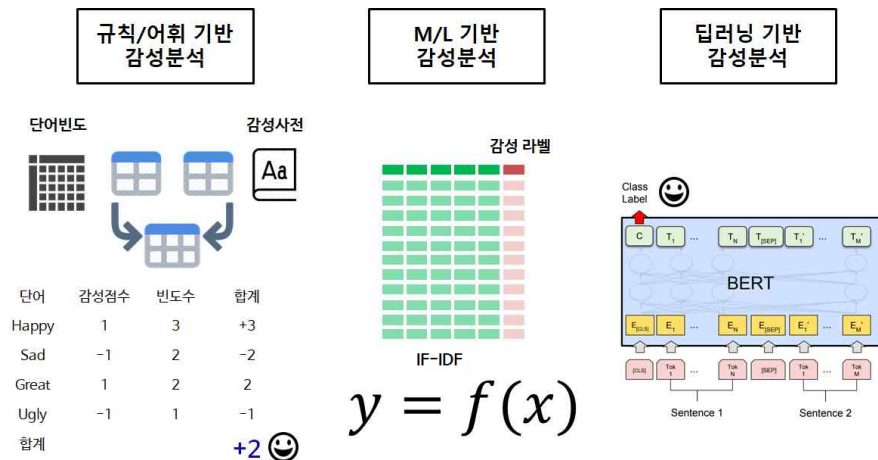 규칙/어휘 기반
감성분석
M/L 기반
감성분석
딥러닝 기반
감성분석
단어빈도
감성사전
Aa
단어 감성점수 빈도수 합계
Happy 1 3 +3
Sad -1 2 -2
Great 1 2 2
Ugly -1 1 -1
합계 +2
감성 라벨
IF-IDF
y = f(x)
Class
Label
C T1 ... TN T[SEP] T1' ... TM'
BERT
E[CLS] E1 ... EN E[SEP] E1' ... EM'
[CLS] Tok 1 ... Tok N [SEP] Tok 1 ... Tok M
Sentence 1 Sentence 2